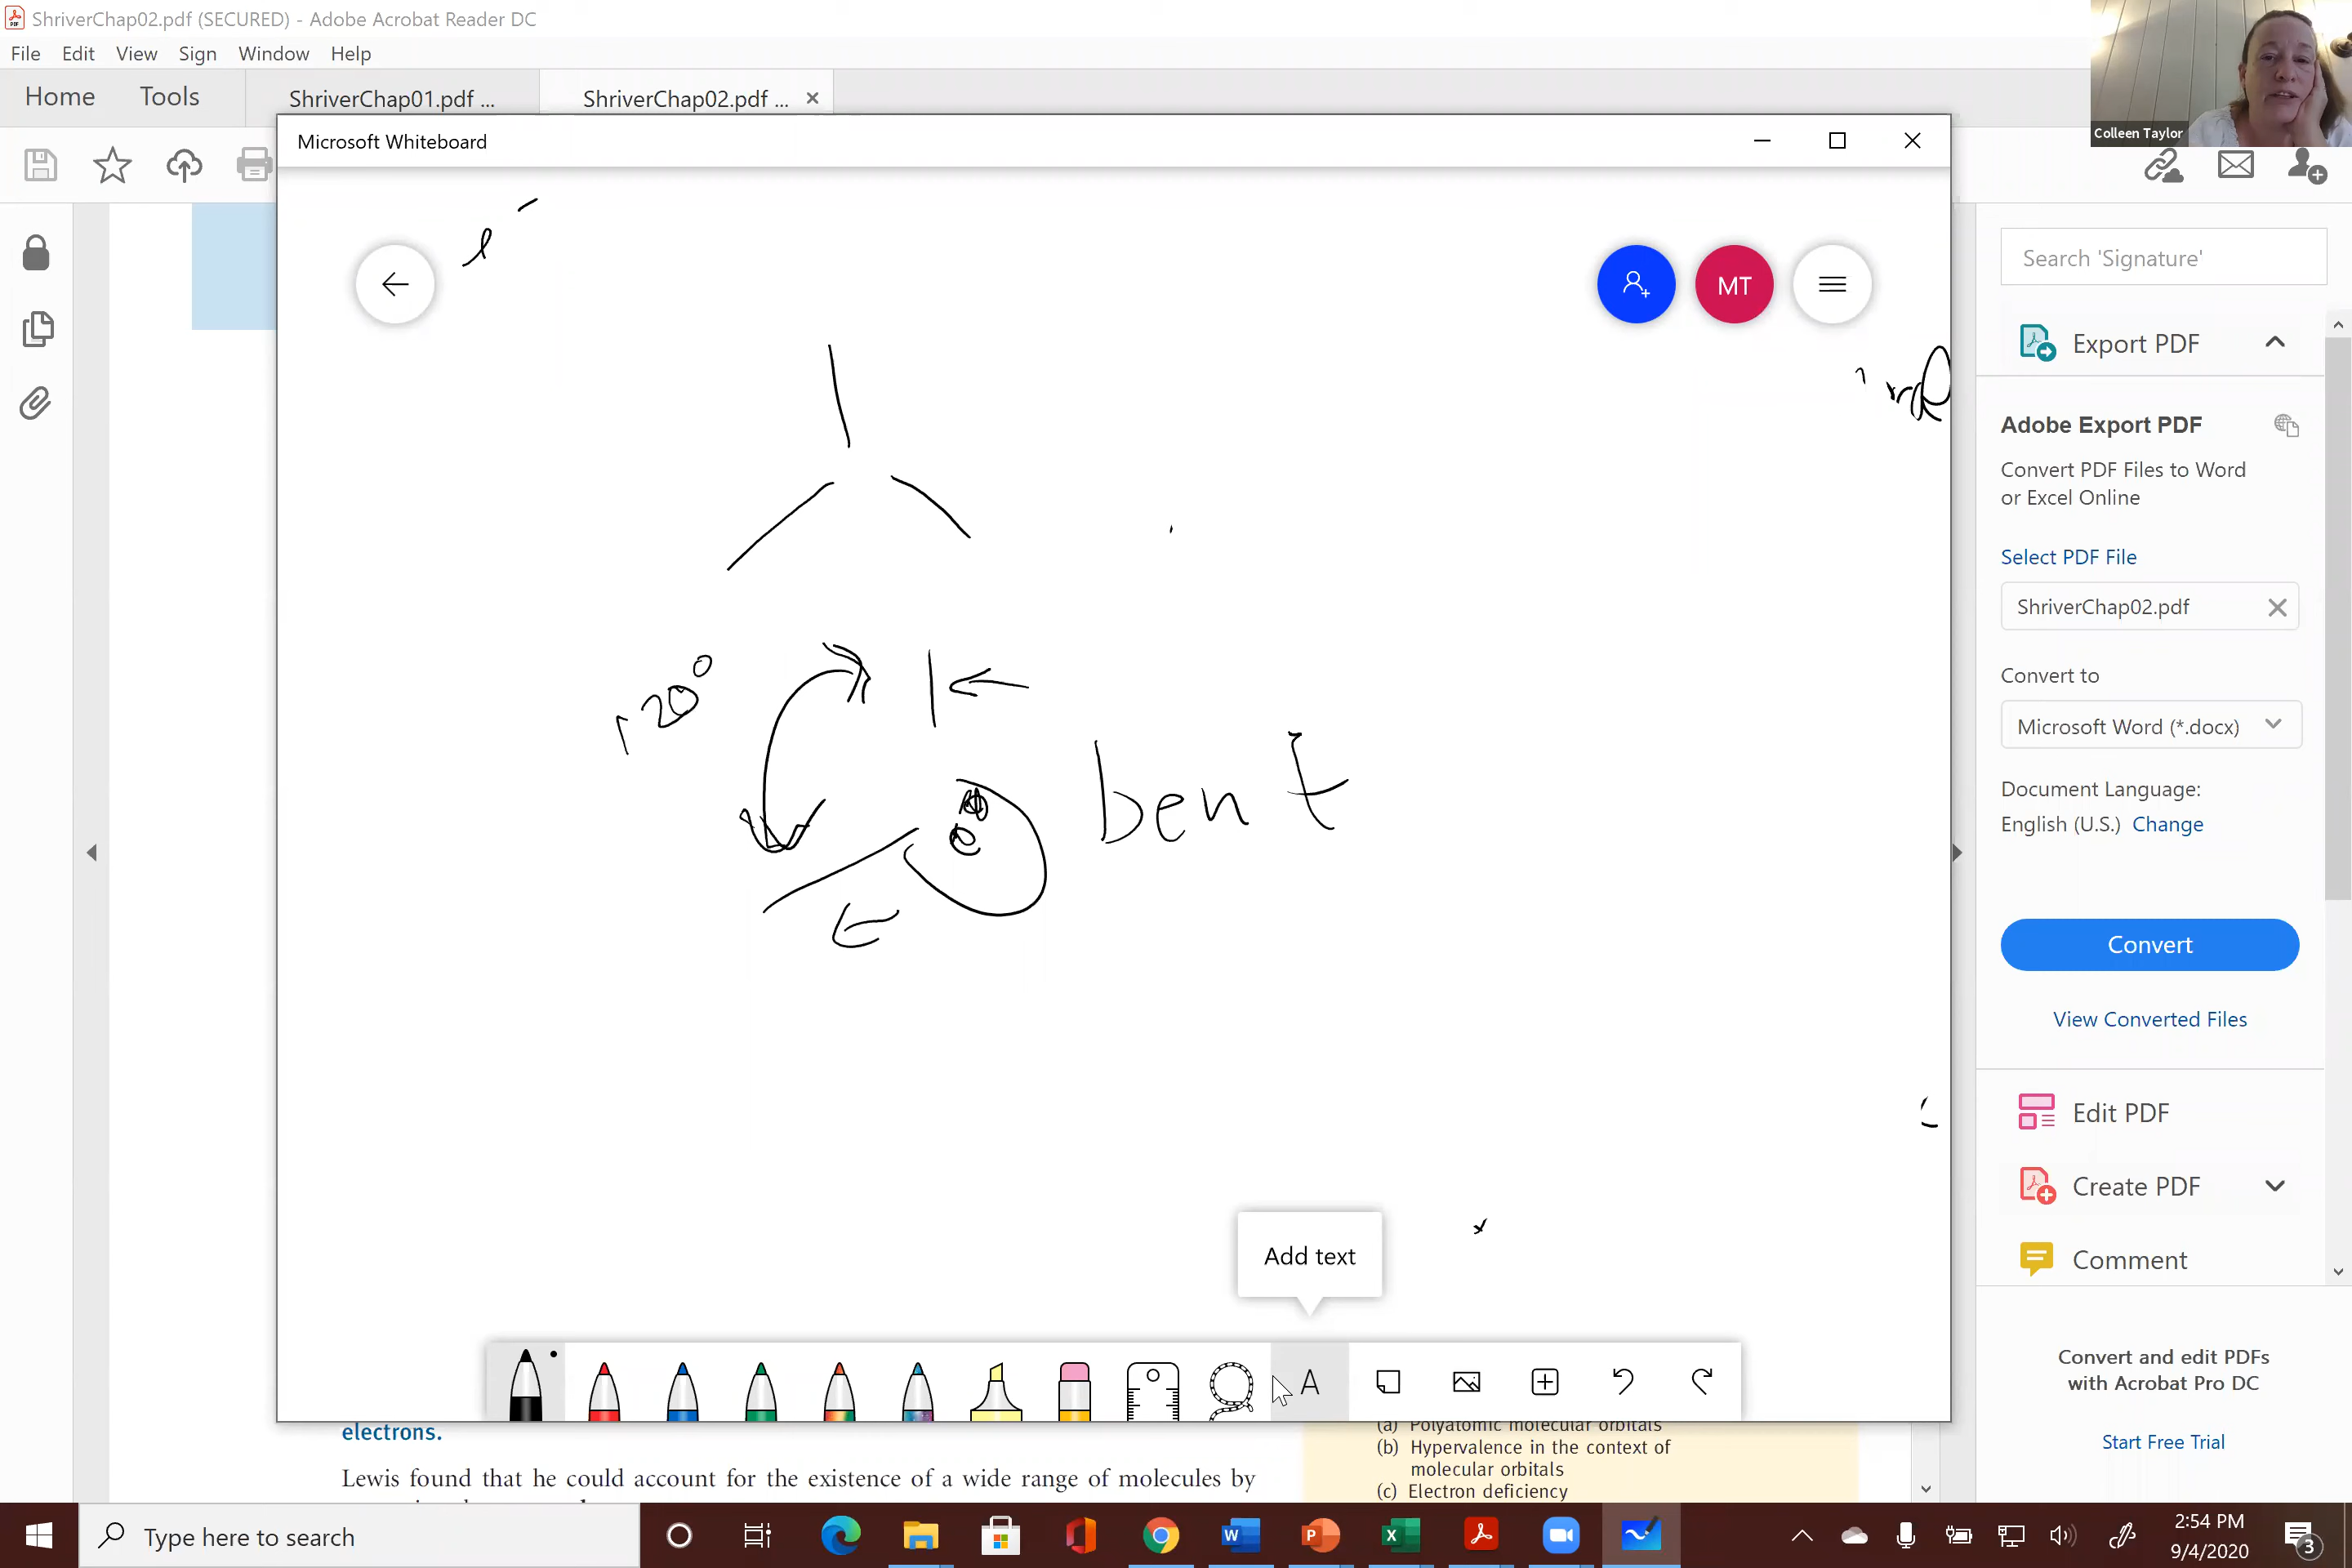 ShriverChap02.pdf (SECURED) - Adobe Acrobat Reader DC
File Edit View Sign Window Help
Home Tools ShriverChap01.pdf ... ShriverChap02.pdf ...
Colleen Taylor
Microsoft Whiteboard
MT
120°
bent
Add text
A
Search 'Signature'
Export PDF
Adobe Export PDF
Convert PDF Files to Word
or Excel Online
Select PDF File
ShriverChap02.pdf
Convert to
Microsoft Word (*.docx)
Document Language:
English (U.S.) Change
Convert
View Converted Files
Edit PDF
Create PDF
Comment
Convert and edit PDFs
with Acrobat Pro DC
Start Free Trial
electrons.
Lewis found that he could account for the existence of a wide range of molecules by
(a) Polyatomic molecular orbitals
(b) Hypervalence in the context of
molecular orbitals
(c) Electron deficiency
Type here to search
2:54 PM
9/4/2020
3